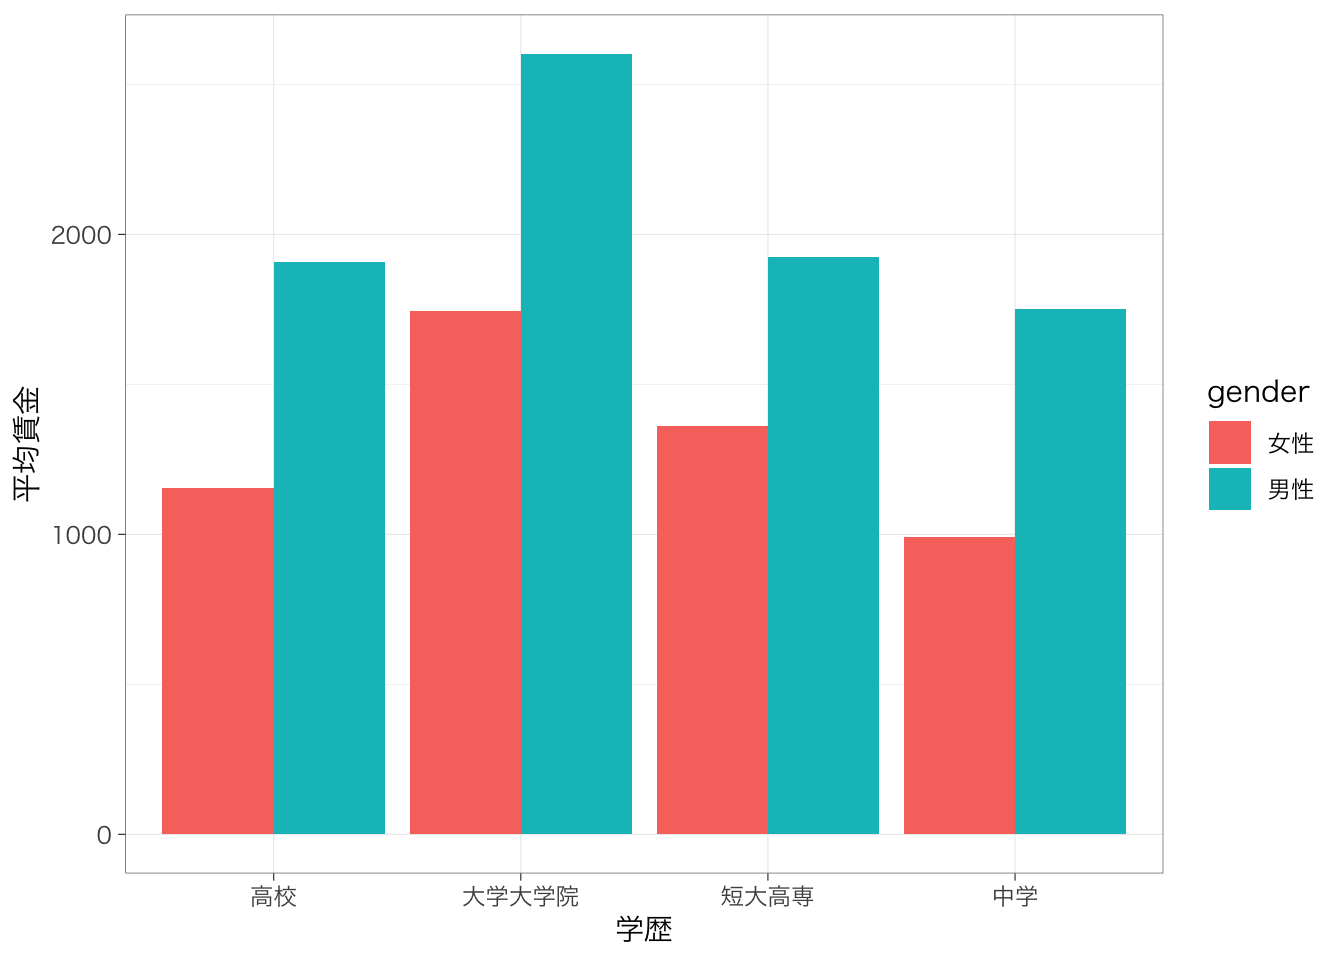 平均賃金
2000
1000
0
高校 大学大学院 短大高専 中学
学歴
gender
女性
男性